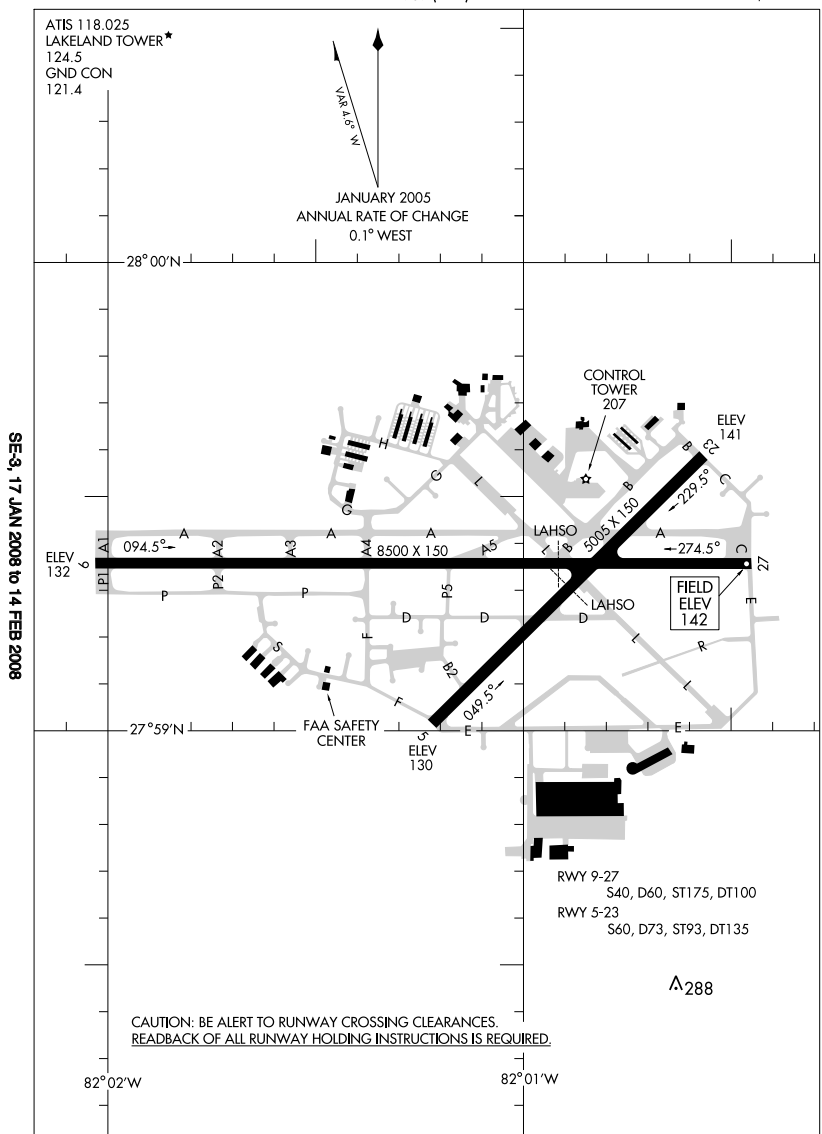 ATIS 118.025
LAKELAND TOWER*
124.5
GND CON
121.4
VAR 4.6° W
JANUARY 2005
ANNUAL RATE OF CHANGE
0.1° WEST
28°00'N
CONTROL
TOWER
207
ELEV
141
23
B
C
229.5°
H
G
L
G
B
A
A
A
A
LAHSO
5005 X 150
A
ELEV
132
9
A1
094.5°
A2
A3
A4
8500 X 150
A5
L
B
274.5°
C
27
P1
P2
P
P
P5
LAHSO
FIELD
ELEV
142
E
D
D
D
F
S
B2
L
R
F
049.5°
L
FAA SAFETY
CENTER
27°59'N
5
E
E
ELEV
130
SE-3, 17 JAN 2008 to 14 FEB 2008
RWY 9-27
S40, D60, ST175, DT100
RWY 5-23
S60, D73, ST93, DT135
288
CAUTION: BE ALERT TO RUNWAY CROSSING CLEARANCES.
READBACK OF ALL RUNWAY HOLDING INSTRUCTIONS IS REQUIRED.
82°02'W
82°01'W